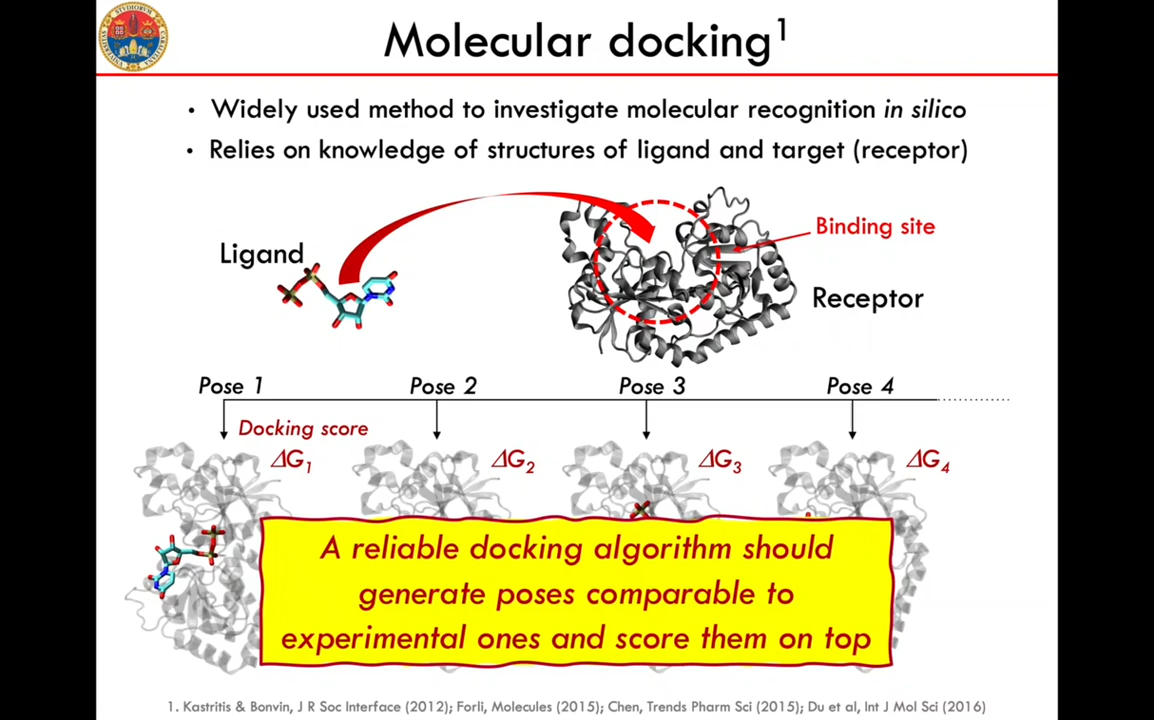 Molecular docking1
• Widely used method to investigate molecular recognition in silico
• Relies on knowledge of structures of ligand and target (receptor)
Binding site
Ligand
Receptor
Pose 1 Pose 2 Pose 3 Pose 4
Docking score
ΔG1 ΔG2 ΔG3 ΔG4
A reliable docking algorithm should
generate poses comparable to
experimental ones and score them on top
1. Kastritis & Bonvin, J R Soc Interface (2012); Forli, Molecules (2015); Chen, Trends Pharm Sci (2015); Du et al, Int J Mol Sci (2016)